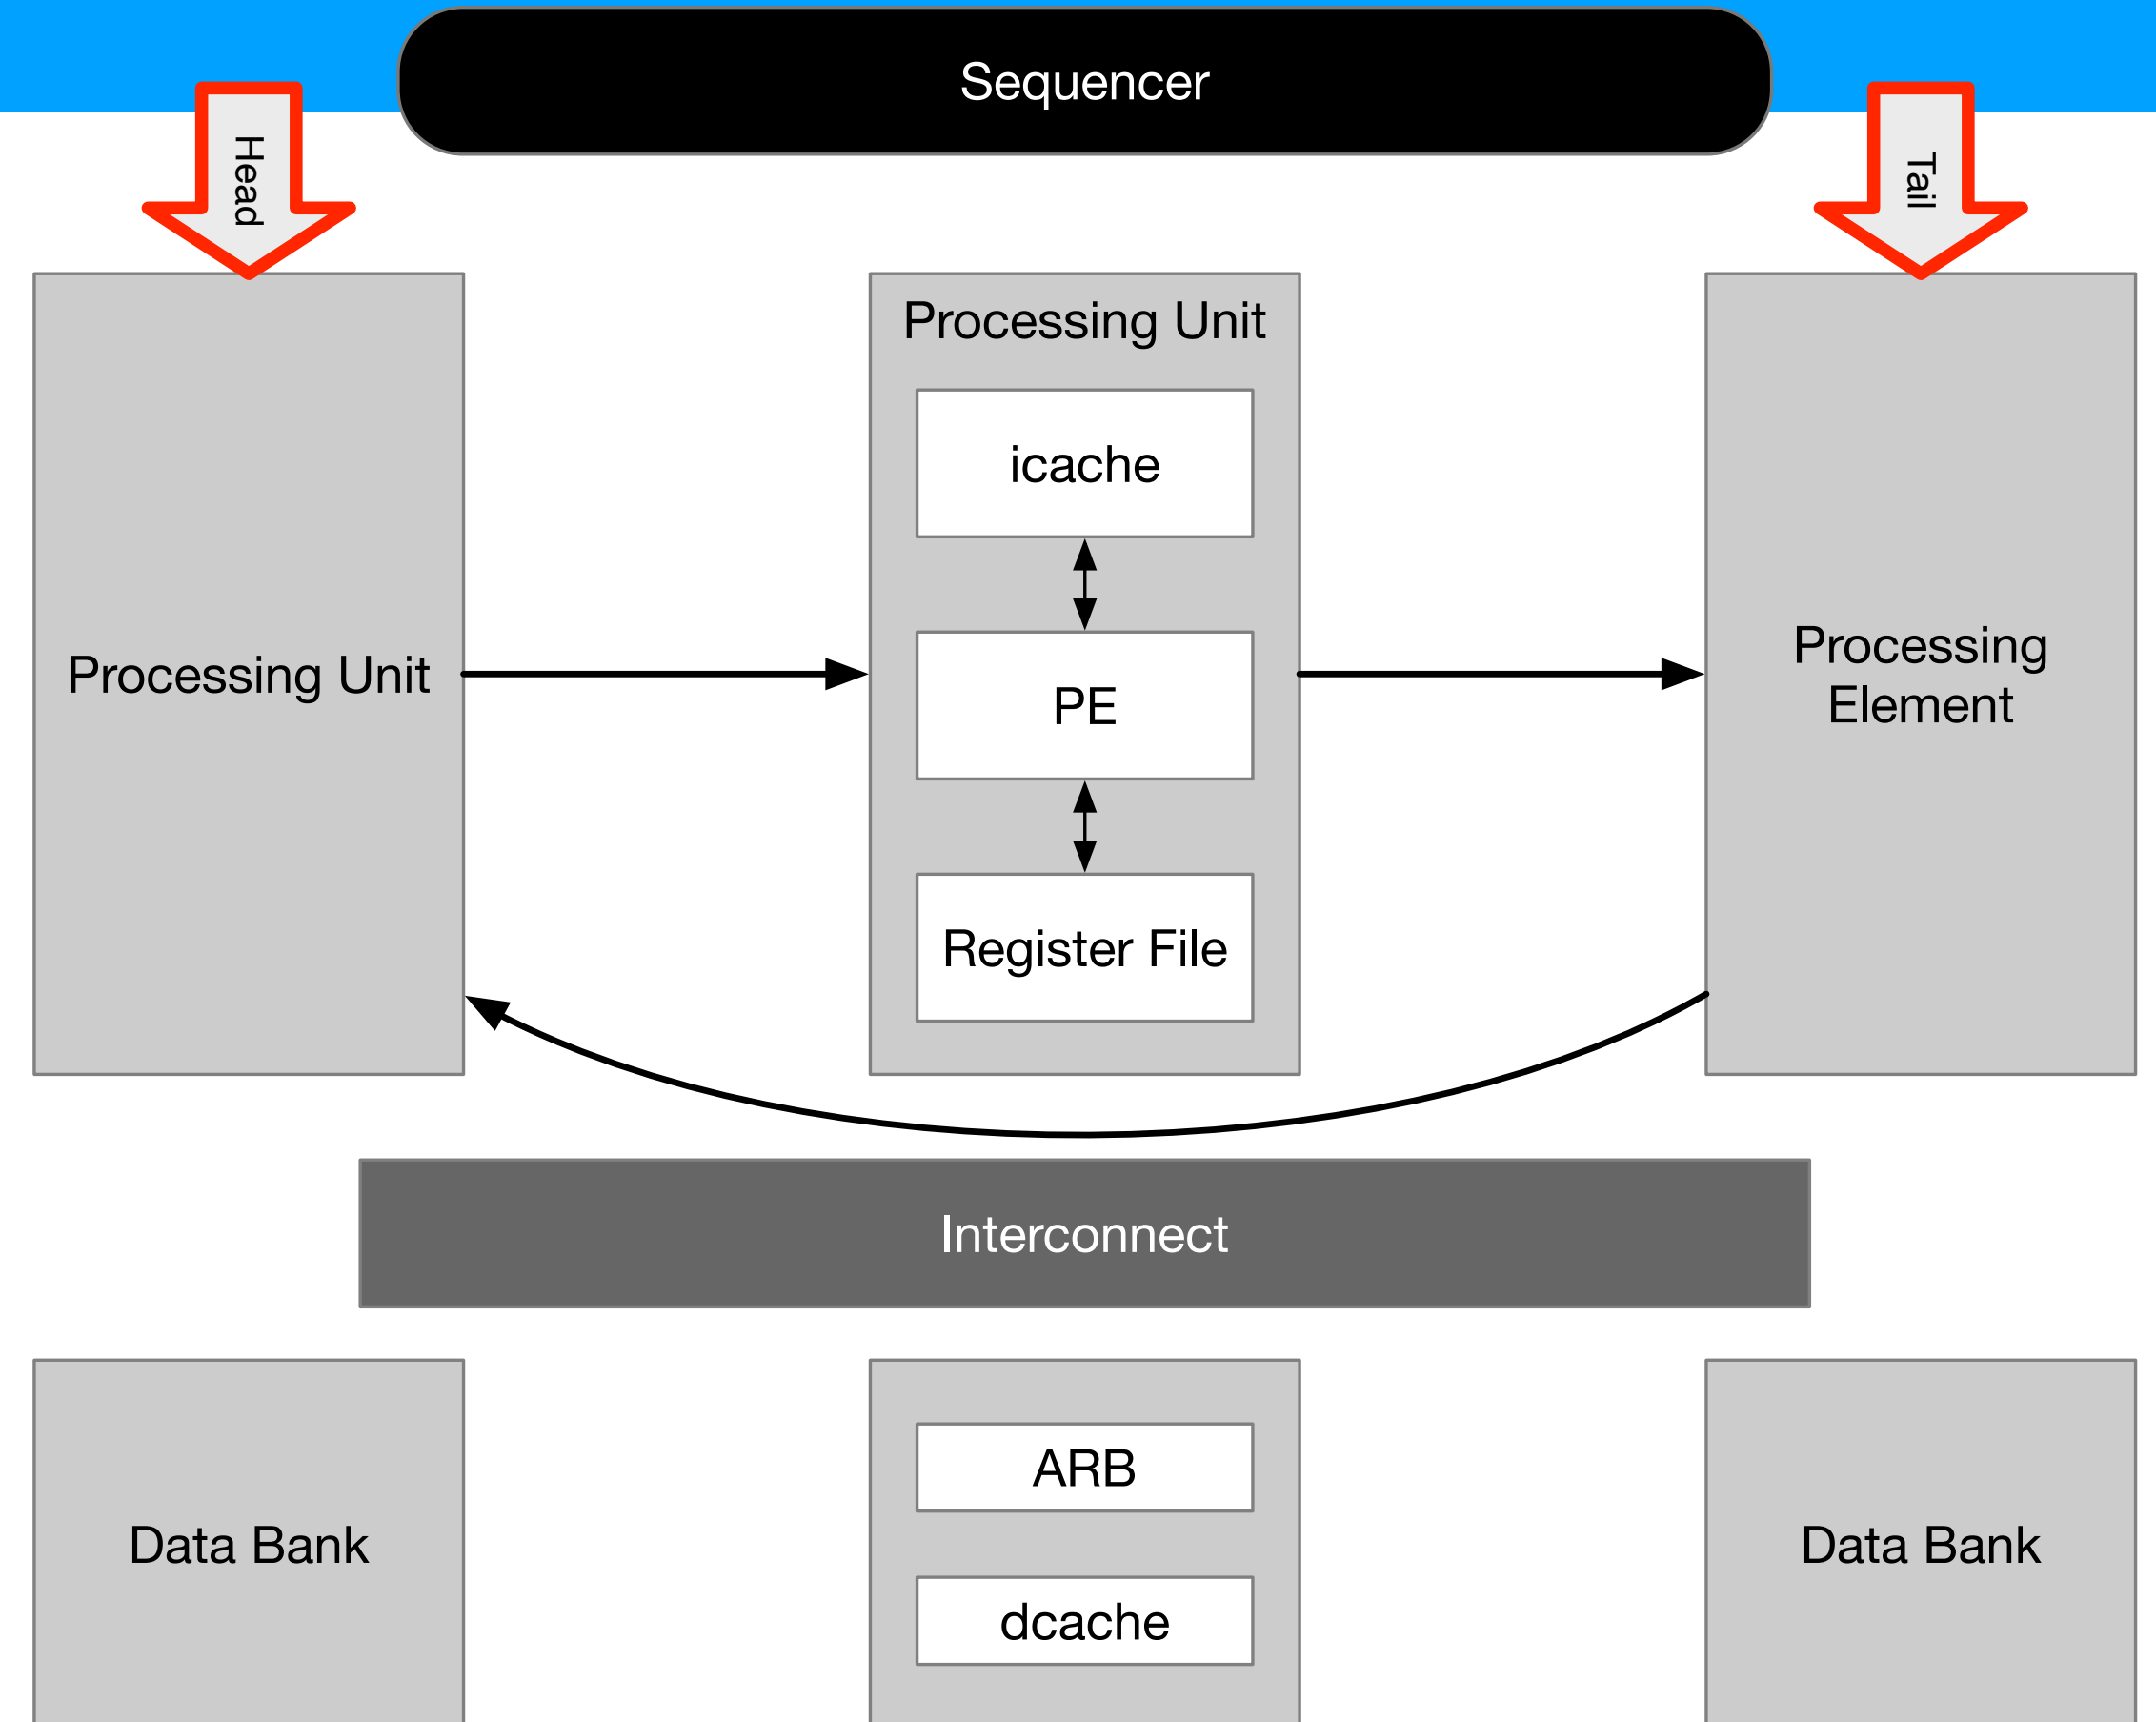 Sequencer
Head
Tail
Processing Unit
icache
Processing Unit
PE
Processing
Element
Register File
Interconnect
ARB
Data Bank
dcache
Data Bank